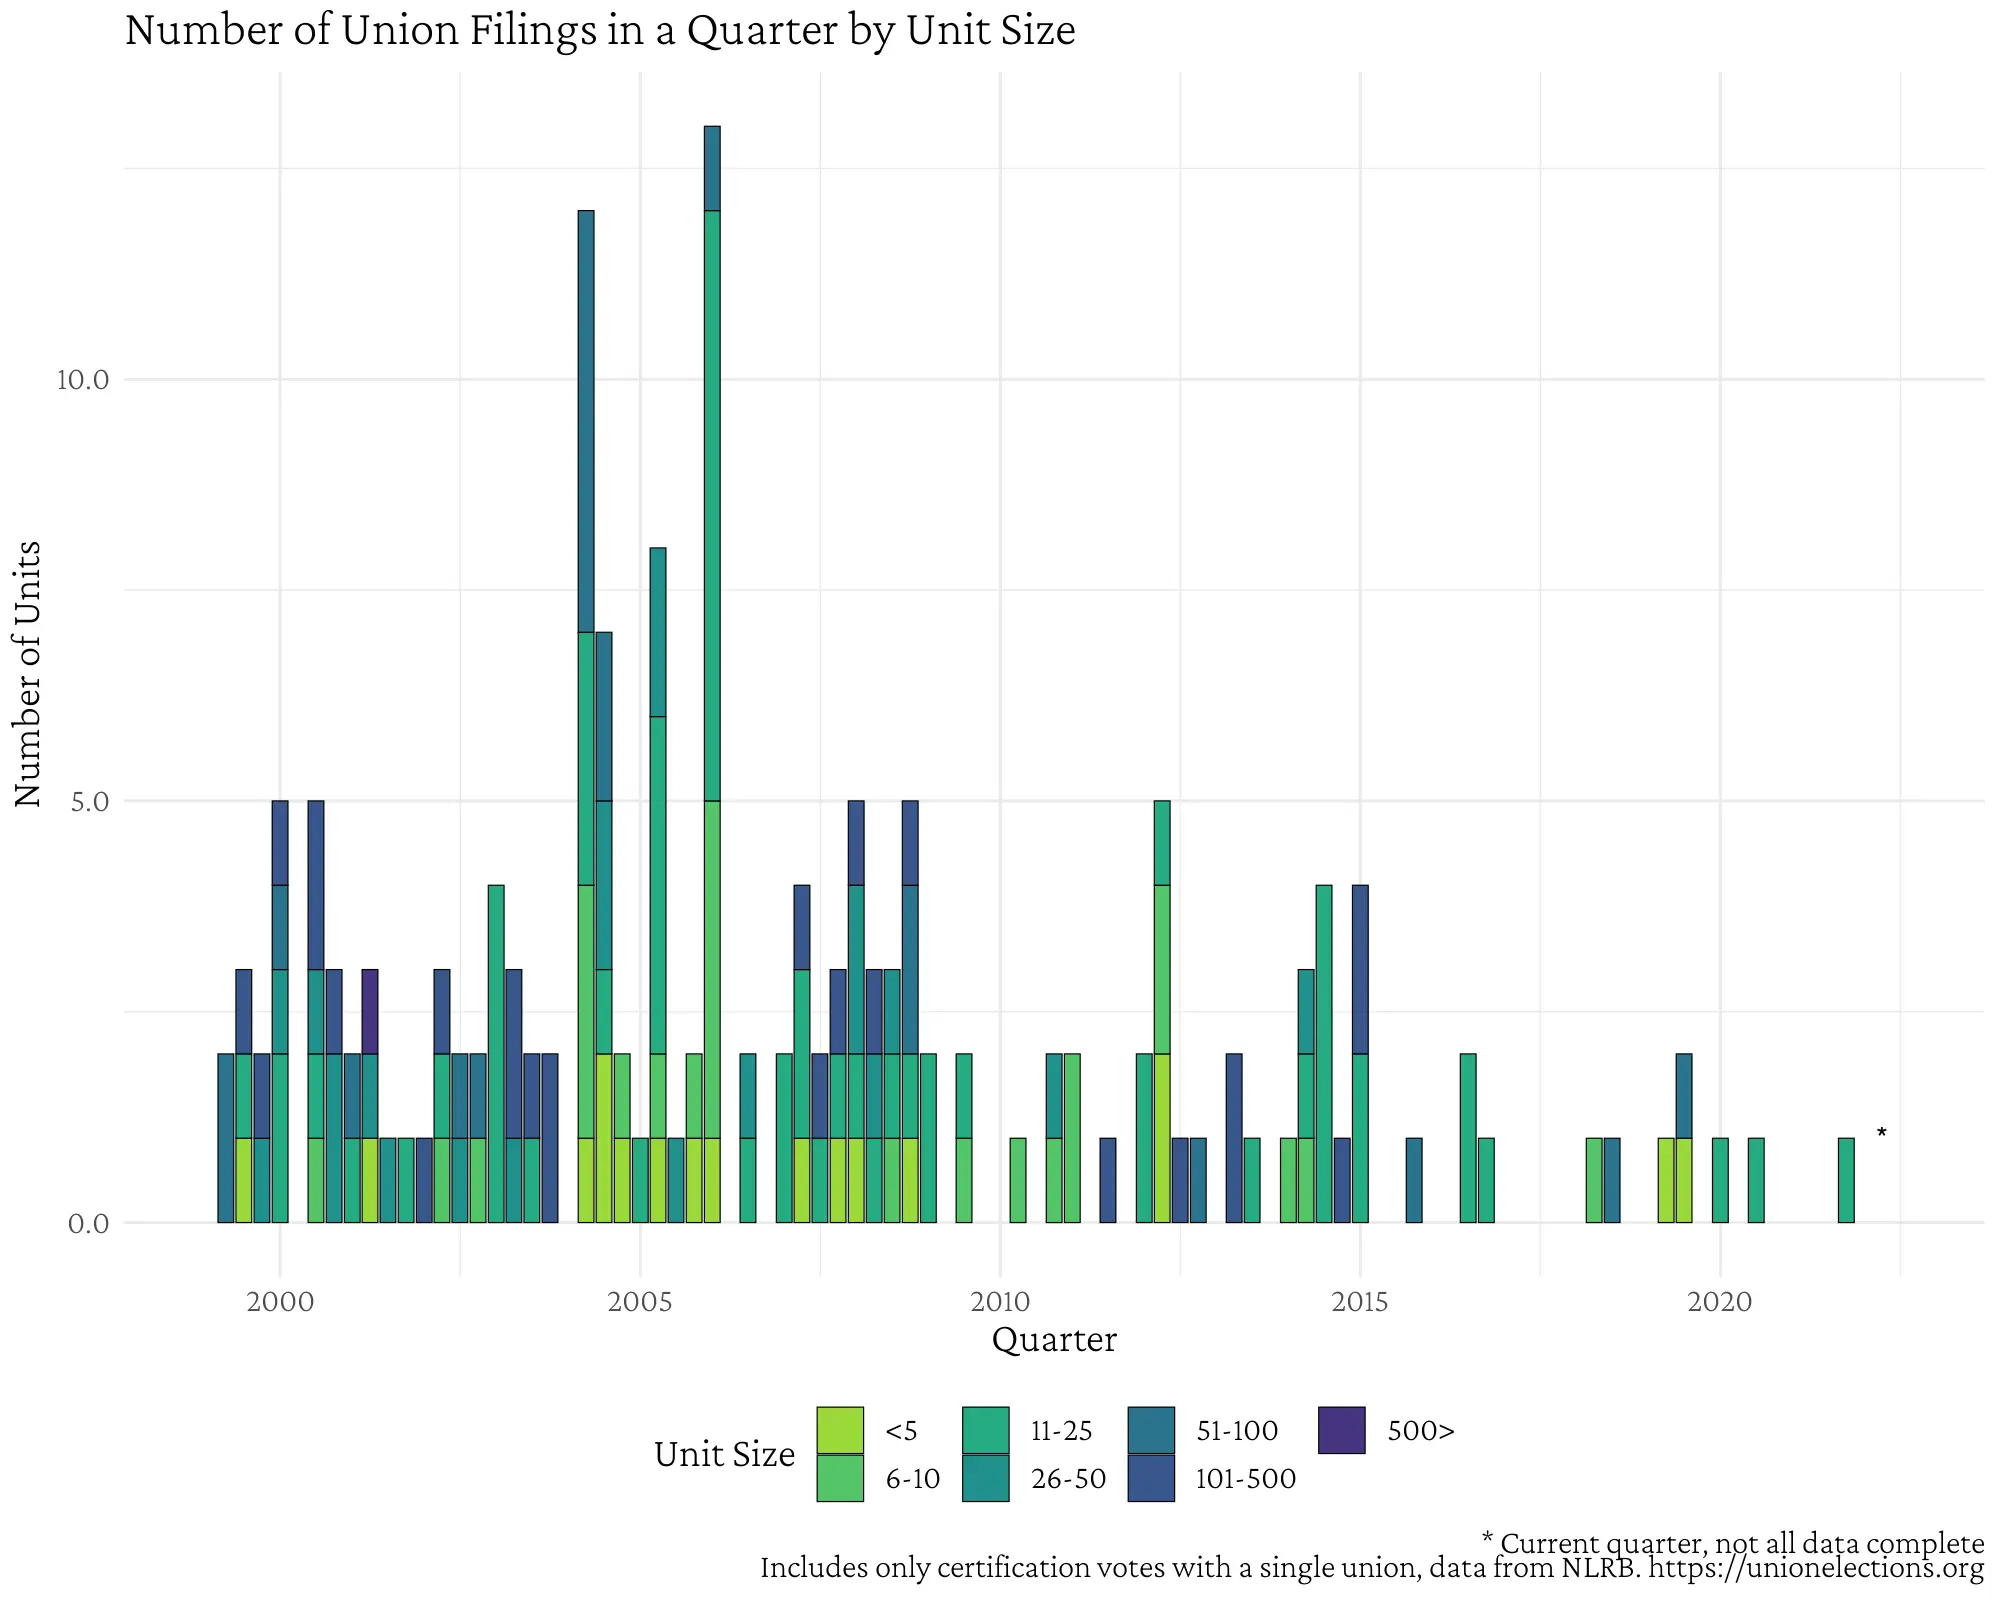 Number of Union Filings in a Quarter by Unit Size
Number of Units
10.0
5.0
0.0
2000 2005 2010 2015 2020
*
Quarter
Unit Size
<5 11-25 51-100 500>
6-10 26-50 101-500
* Current quarter, not all data complete
Includes only certification votes with a single union, data from NLRB. https://unionelections.org